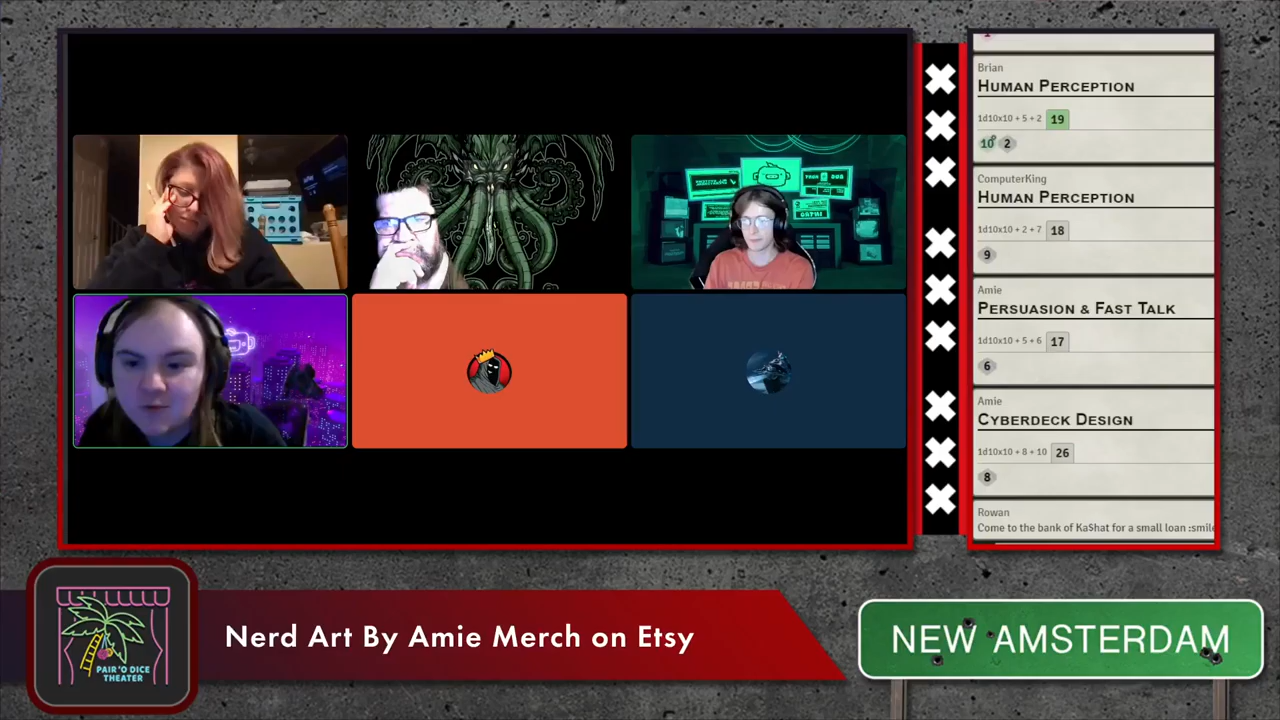 Brian
HUMAN PERCEPTION
1d10x10 + 5 + 2 19
10 2
ComputerKing
HUMAN PERCEPTION
1d10x10 + 2 + 7 18
9
Amie
PERSUASION & FAST TALK
1d10x10 + 5 + 6 17
6
Amie
CYBERDECK DESIGN
1d10x10 + 8 + 10 26
8
Rowan
Come to the bank of KaShat for a small loan :smile
PAIR'O DICE
THEATER
Nerd Art By Amie Merch on Etsy
NEW AMSTERDAM